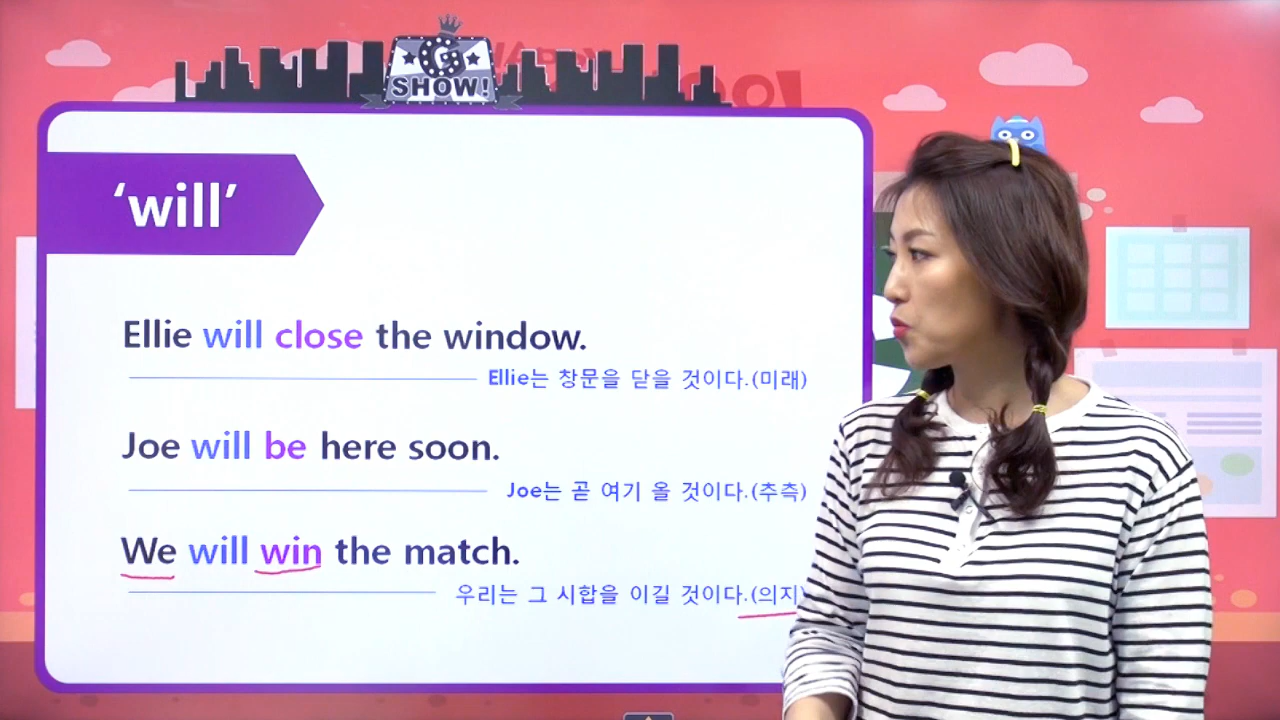 G
SHOW!
‘will’
Ellie will close the window.
Ellie는 창문을 닫을 것이다.(미래)
Joe will be here soon.
Joe는 곧 여기 올 것이다.(추측)
We will win the match.
우리는 그 시합을 이길 것이다.(의지)